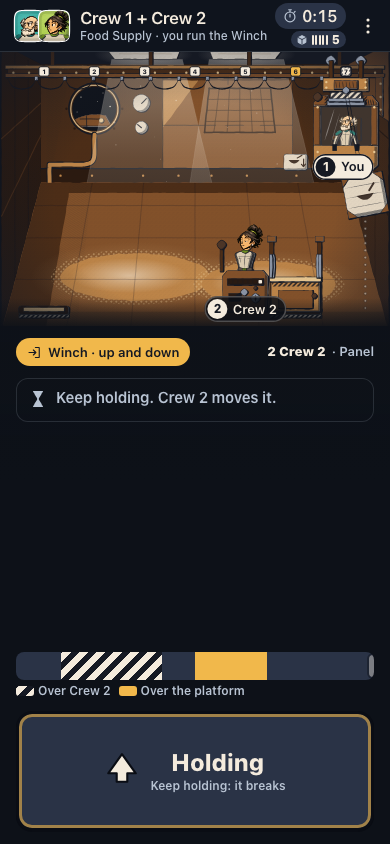 Crew 1 + Crew 2
Food Supply · you run the Winch
0:15
5
1 2 3 4 5 6 7
1 You
2 Crew 2
Winch · up and down
2 Crew 2 · Panel
Keep holding. Crew 2 moves it.
Over Crew 2 Over the platform
Holding
Keep holding: it breaks